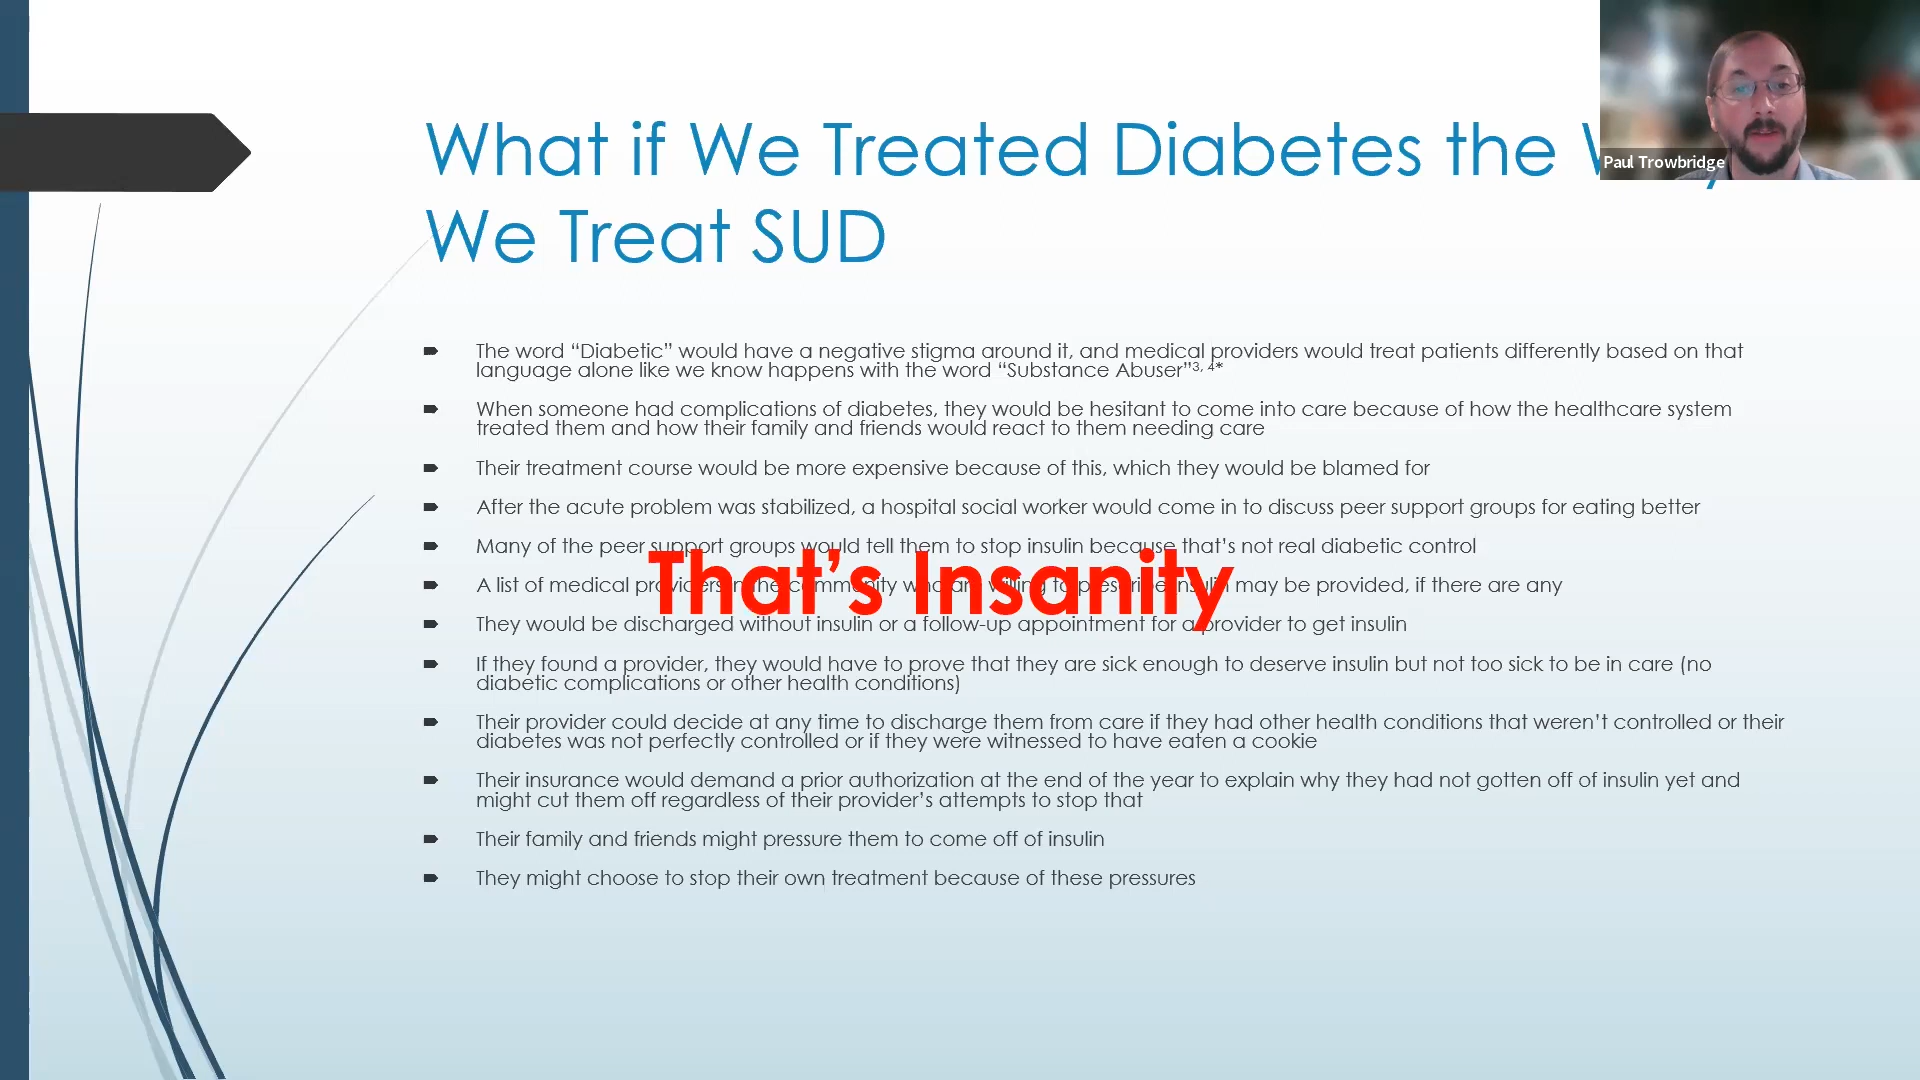 What if We Treated Diabetes the
We Treat SUD
Paul Trowbridge
The word “Diabetic” would have a negative stigma around it, and medical providers would treat patients differently based on that
language alone like we know happens with the word “Substance Abuser”3, 4*
When someone had complications of diabetes, they would be hesitant to come into care because of how the healthcare system
treated them and how their family and friends would react to them needing care
Their treatment course would be more expensive because of this, which they would be blamed for
After the acute problem was stabilized, a hospital social worker would come in to discuss peer support groups for eating better
Many of the peer support groups would tell them to stop insulin because that’s not real diabetic control
That’s Insanity
A list of medical providers in the community who are willing to prescribe insulin may be provided, if there are any
They would be discharged without insulin or a follow-up appointment for a provider to get insulin
If they found a provider, they would have to prove that they are sick enough to deserve insulin but not too sick to be in care (no
diabetic complications or other health conditions)
Their provider could decide at any time to discharge them from care if they had other health conditions that weren’t controlled or their
diabetes was not perfectly controlled or if they were witnessed to have eaten a cookie
Their insurance would demand a prior authorization at the end of the year to explain why they had not gotten off of insulin yet and
might cut them off regardless of their provider’s attempts to stop that
Their family and friends might pressure them to come off of insulin
They might choose to stop their own treatment because of these pressures